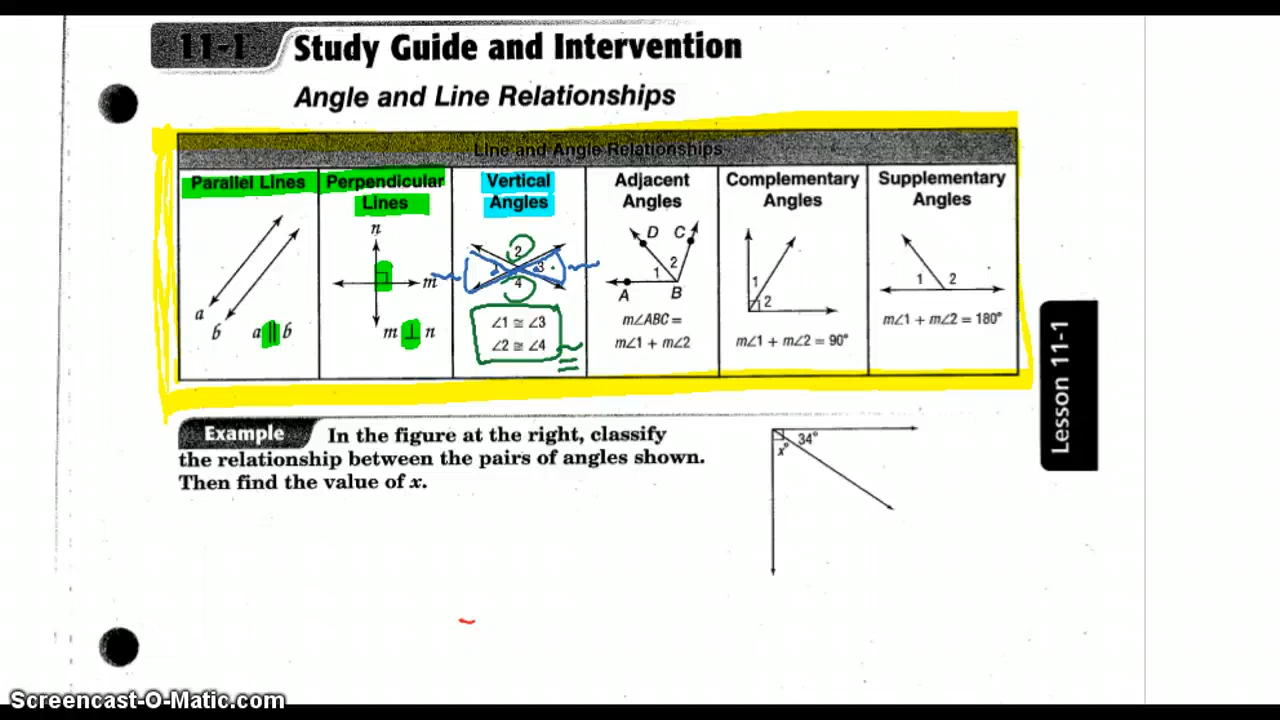 11-1 Study Guide and Intervention
Angle and Line Relationships
Line and Angle Relationships
Parallel Lines
a
b
a ∥ b
Perpendicular
Lines
n
m
m ⊥ n
Vertical
Angles
2
3
4
∠1 ≅ ∠3
∠2 ≅ ∠4
Adjacent
Angles
D C
1 2
A B
m∠ABC =
m∠1 + m∠2
Complementary
Angles
1
2
m∠1 + m∠2 = 90°
Supplementary
Angles
1 2
m∠1 + m∠2 = 180°
Lesson 11-1
Example In the figure at the right, classify
the relationship between the pairs of angles shown.
Then find the value of x.
34°
x°
Screencast-O-Matic.com